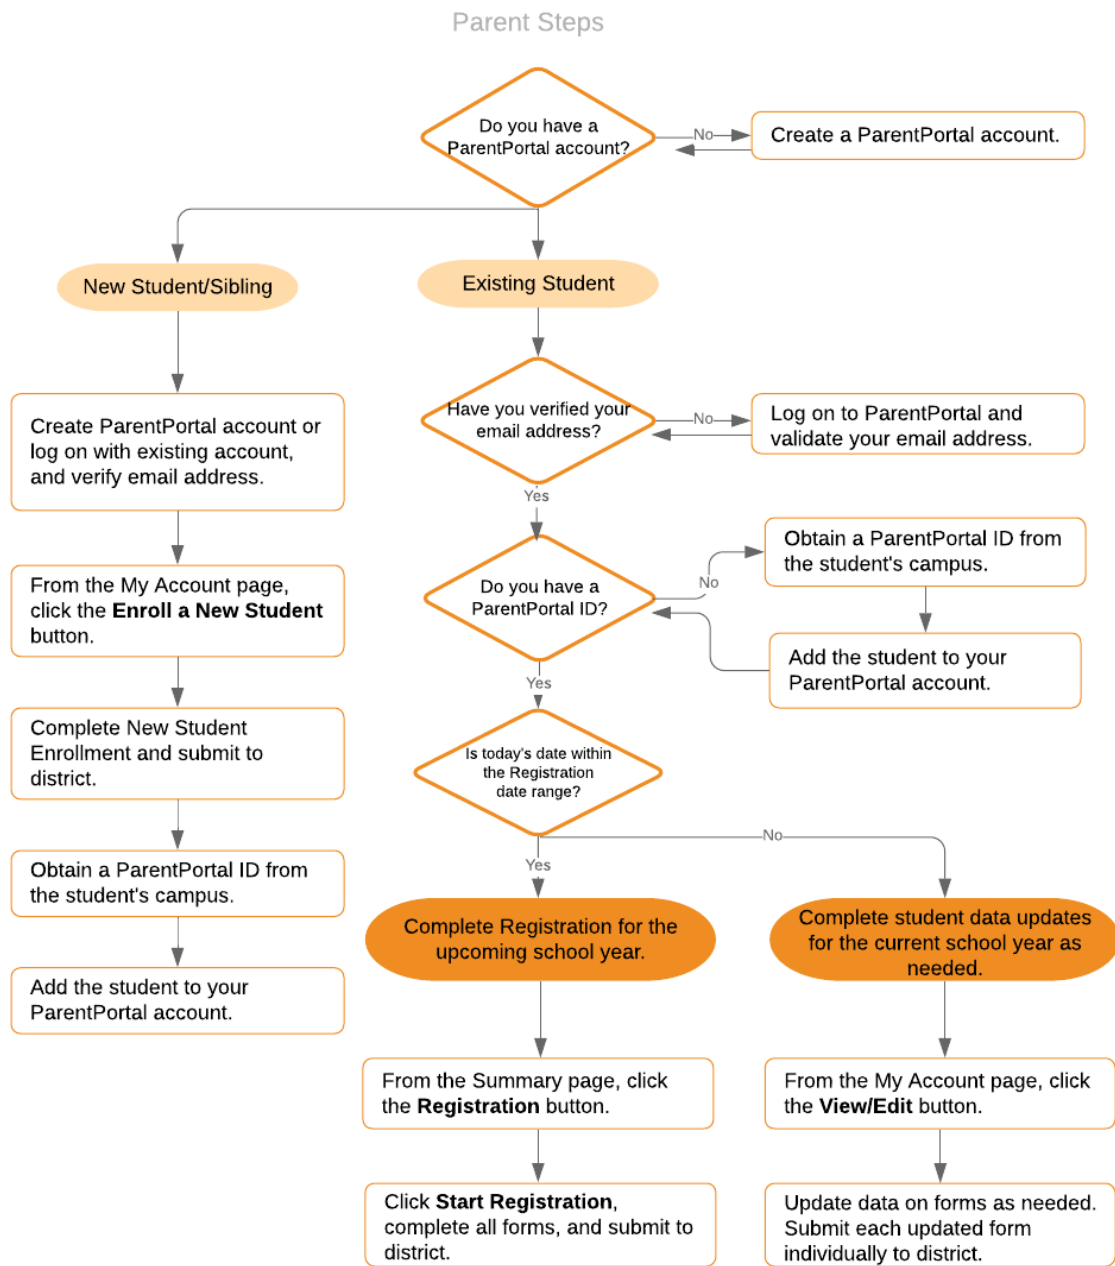 Parent Steps
Do you have a
ParentPortal account?
No
Create a ParentPortal account.
New Student/Sibling
Existing Student
Create ParentPortal account or
log on with existing account,
and verify email address.
From the My Account page,
click the Enroll a New Student
button.
Complete New Student
Enrollment and submit to
district.
Obtain a ParentPortal ID from
the student's campus.
Add the student to your
ParentPortal account.
Have you verified your
email address?
No
Log on to ParentPortal and
validate your email address.
Yes
Do you have a
ParentPortal ID?
No
Obtain a ParentPortal ID from
the student's campus.
Add the student to your
ParentPortal account.
Yes
Is today's date within
the Registration
date range?
Yes
No
Complete Registration for the
upcoming school year.
From the Summary page, click
the Registration button.
Click Start Registration,
complete all forms, and submit to
district.
Complete student data updates
for the current school year as
needed.
From the My Account page, click
the View/Edit button.
Update data on forms as needed.
Submit each updated form
individually to district.